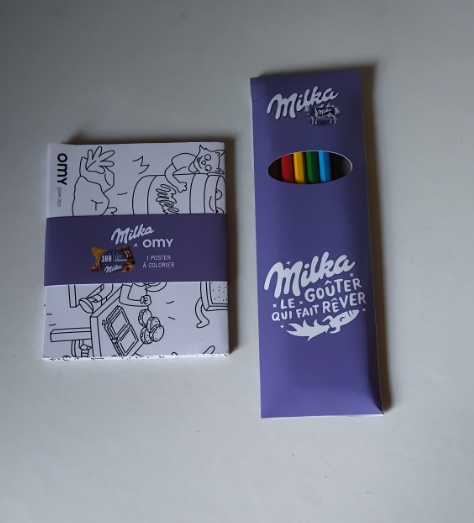 omy
Milka
× omy
1 POSTER
À COLORIER
Milka
Milka
Milka
LE GOÛTER
QUI FAIT RÊVER